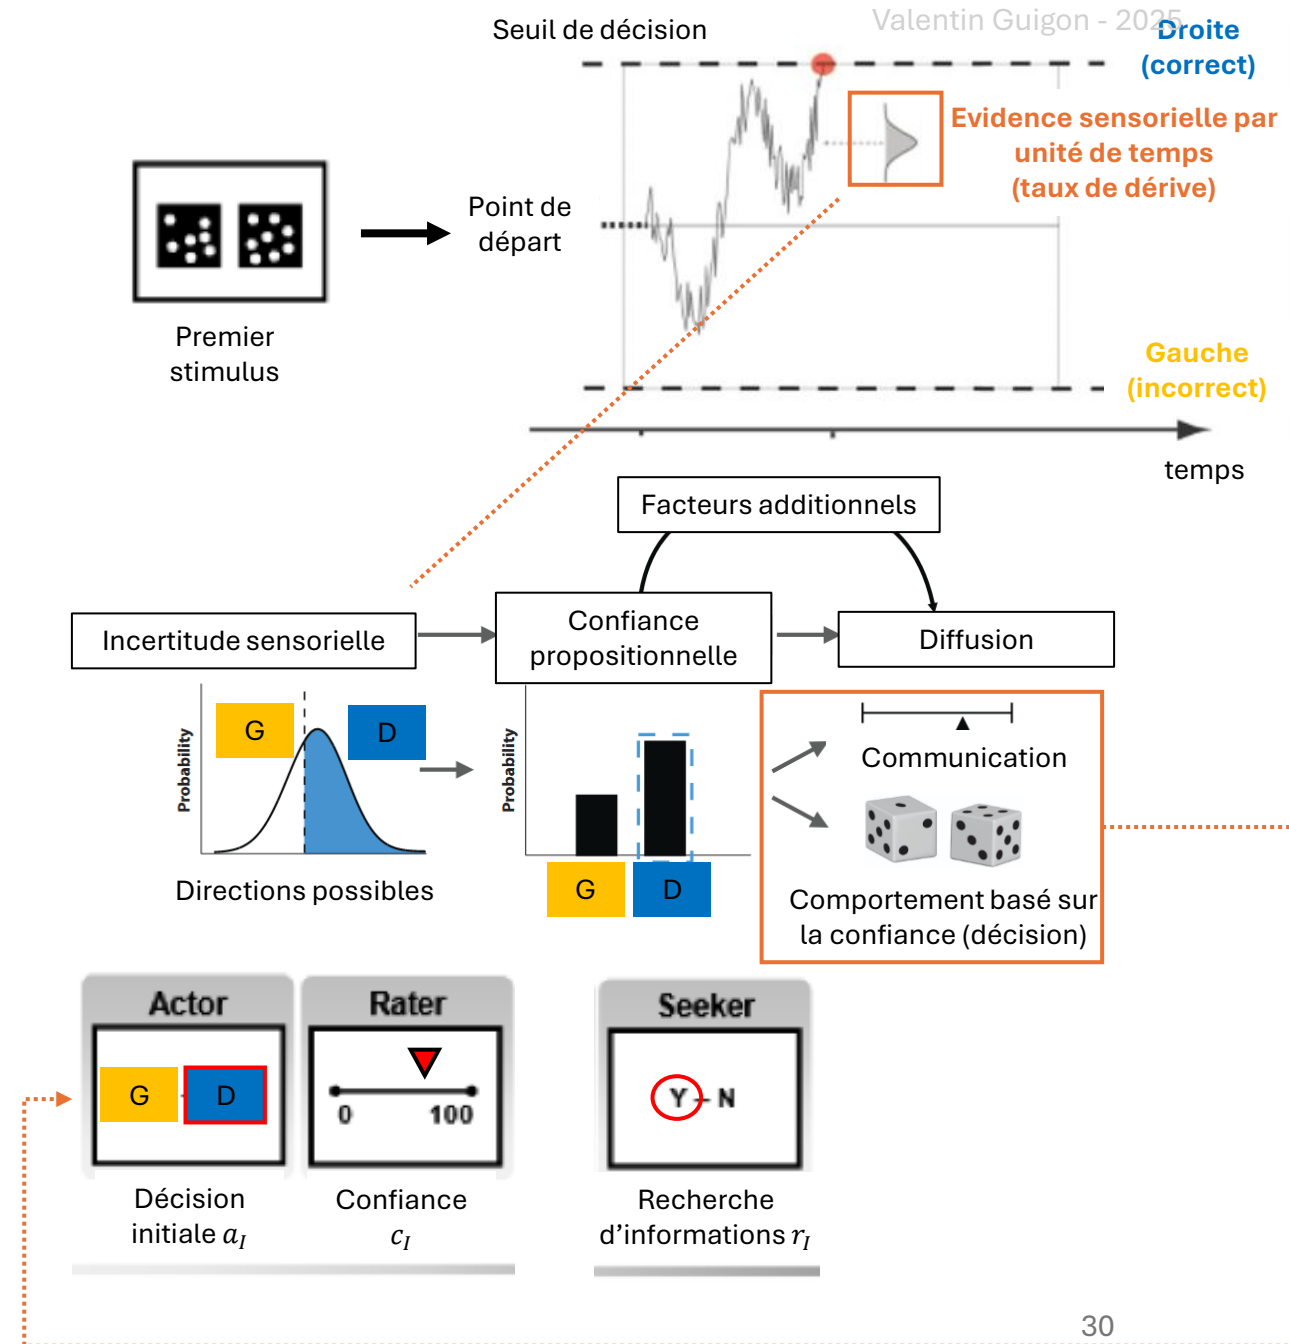 Valentin Guigon - 2025
Seuil de décision
Droite
(correct)
Evidence sensorielle par
unité de temps
(taux de dérive)
Point de
départ
Premier
stimulus
Gauche
(incorrect)
temps
Facteurs additionnels
Incertitude sensorielle
Confiance
propositionnelle
Diffusion
Probability
G
D
Directions possibles
Probability
G
D
Communication
Comportement basé sur
la confiance (décision)
Actor
G
D
Décision
initiale a_I
Rater
0 100
Confiance
c_I
Seeker
Y - N
Recherche
d'informations r_I
30